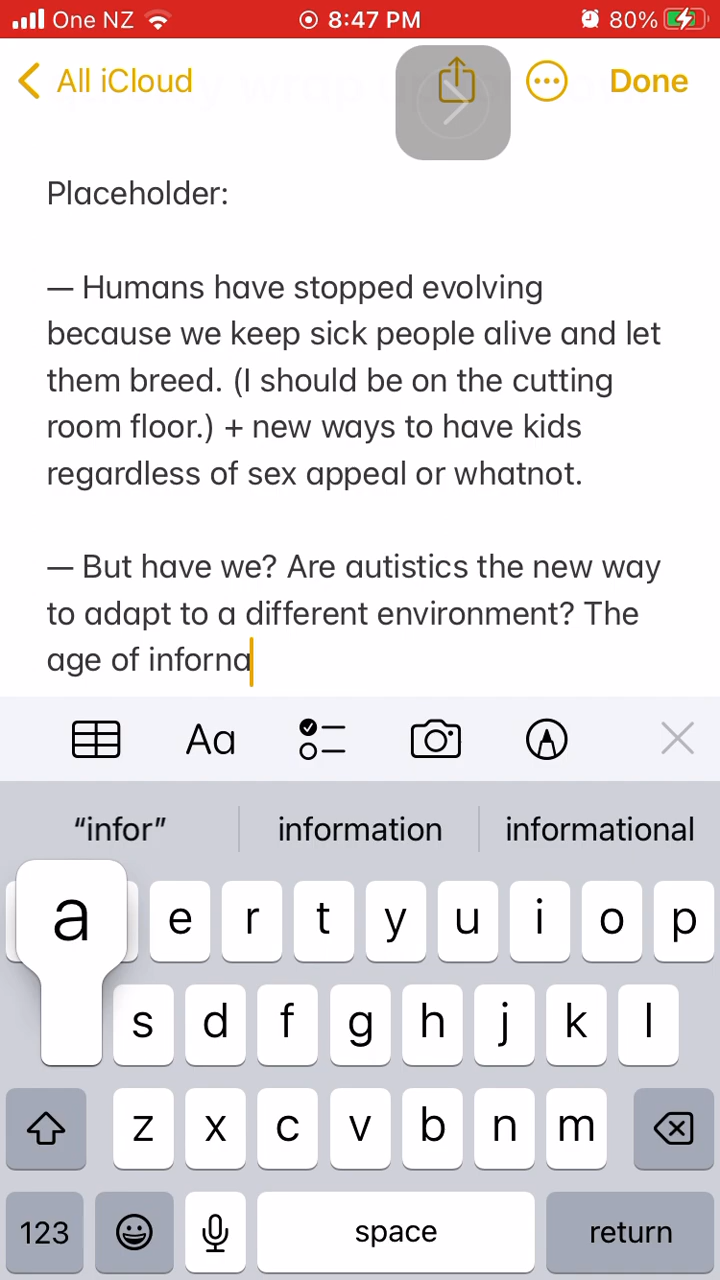 One NZ 8:47 PM 80%
All iCloud Done
Placeholder:
— Humans have stopped evolving
because we keep sick people alive and let
them breed. (I should be on the cutting
room floor.) + new ways to have kids
regardless of sex appeal or whatnot.
— But have we? Are autistics the new way
to adapt to a different environment? The
age of inforna
Aa
“infor” information informational
a e r t y u i o p
s d f g h j k l
z x c v b n m
123 space return